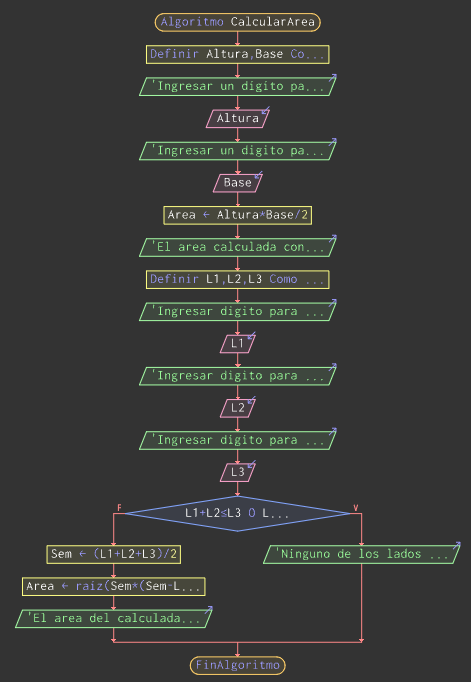 Algoritmo CalcularArea
Definir Altura,Base Co...
'Ingresar un digito pa...
Altura
'Ingresar un digito pa...
Base
Area ← Altura*Base/2
'El area calculada con...
Definir L1,L2,L3 Como ...
'Ingresar digito para ...
L1
'Ingresar digito para ...
L2
'Ingresar digito para ...
L3
F
V
L1+L2≤L3 O L...
Sem ← (L1+L2+L3)/2
'Ninguno de los lados ...
Area ← raiz(Sem*(Sem-L...
'El area del calculada...
FinAlgoritmo